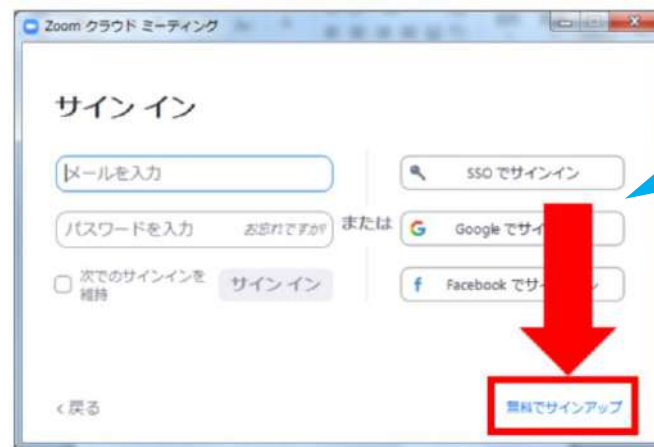 Zoom クラウド ミーティング
サイン イン
メールを入力
パスワードを入力
お忘れですか?
次でのサインインを
維持
サイン イン
または
SSO でサインイン
Google でサイ
Facebook でサ
ン
< 戻る
無料でサインアップ